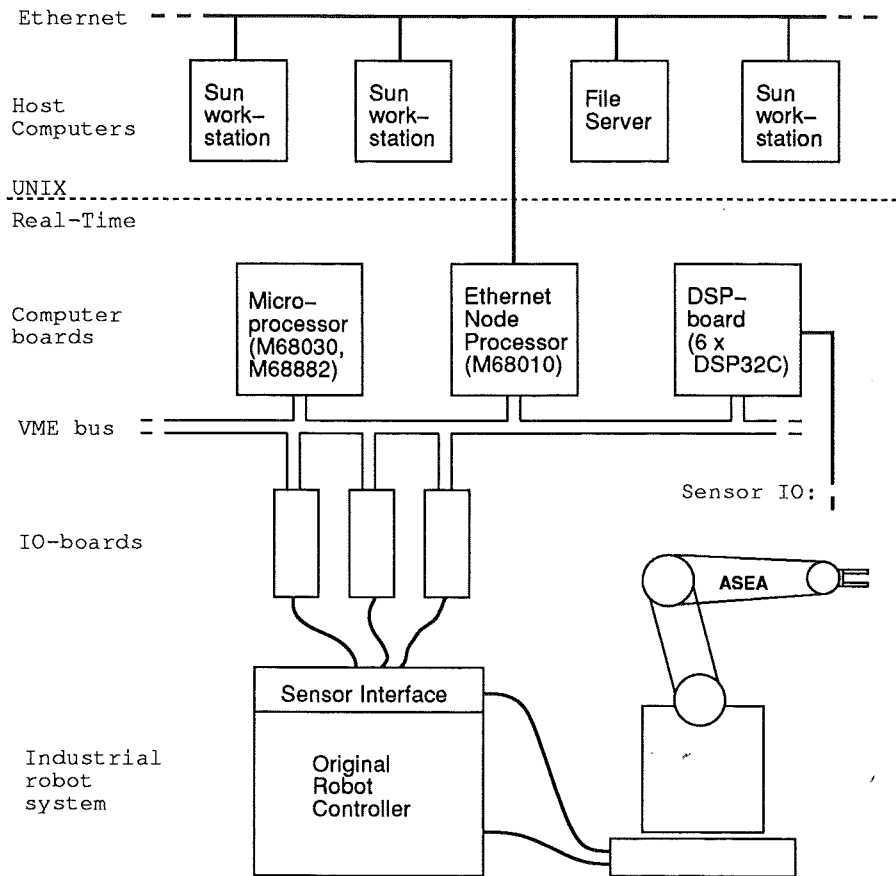 Ethernet
Host
Computers
Sun
work–
station
Sun
work–
station
File
Server
Sun
work–
station
UNIX
Real-Time
Computer
boards
Micro–
processor
(M68030,
M68882)
Ethernet
Node
Processor
(M68010)
DSP–
board
(6 x
DSP32C)
VME bus
Sensor IO:
IO-boards
ASEA
Sensor Interface
Industrial
robot
system
Original
Robot
Controller